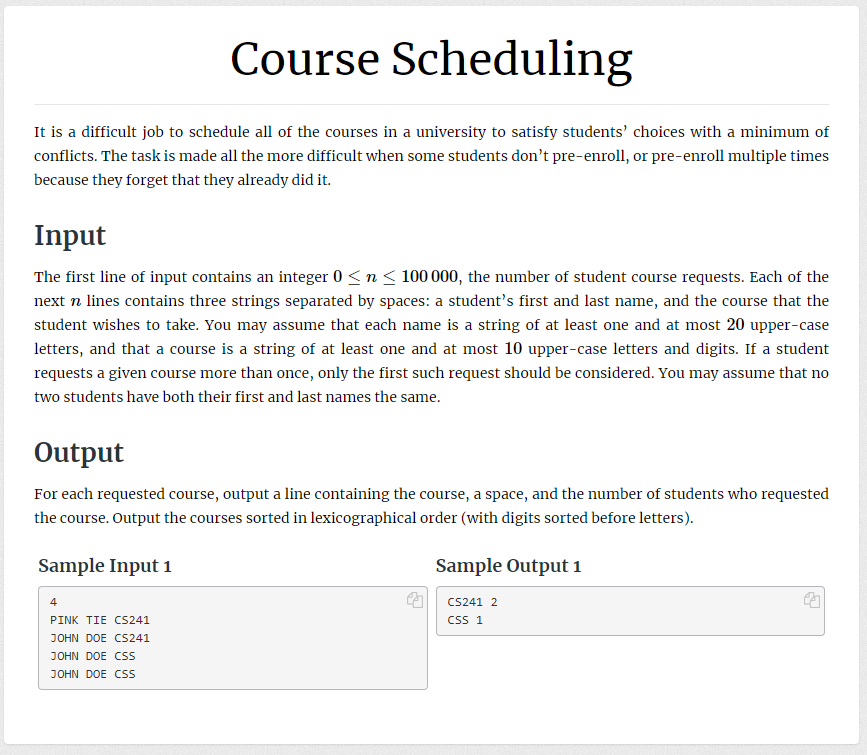 Course Scheduling
It is a difficult job to schedule all of the courses in a university to satisfy students’ choices with a minimum of
conflicts. The task is made all the more difficult when some students don’t pre-enroll, or pre-enroll multiple times
because they forget that they already did it.
Input
The first line of input contains an integer 0 ≤ n ≤ 100 000, the number of student course requests. Each of the
next n lines contains three strings separated by spaces: a student’s first and last name, and the course that the
student wishes to take. You may assume that each name is a string of at least one and at most 20 upper-case
letters, and that a course is a string of at least one and at most 10 upper-case letters and digits. If a student
requests a given course more than once, only the first such request should be considered. You may assume that no
two students have both their first and last names the same.
Output
For each requested course, output a line containing the course, a space, and the number of students who requested
the course. Output the courses sorted in lexicographical order (with digits sorted before letters).
Sample Input 1
4
PINK TIE CS241
JOHN DOE CS241
JOHN DOE CSS
JOHN DOE CSS
Sample Output 1
CS241 2
CSS 1